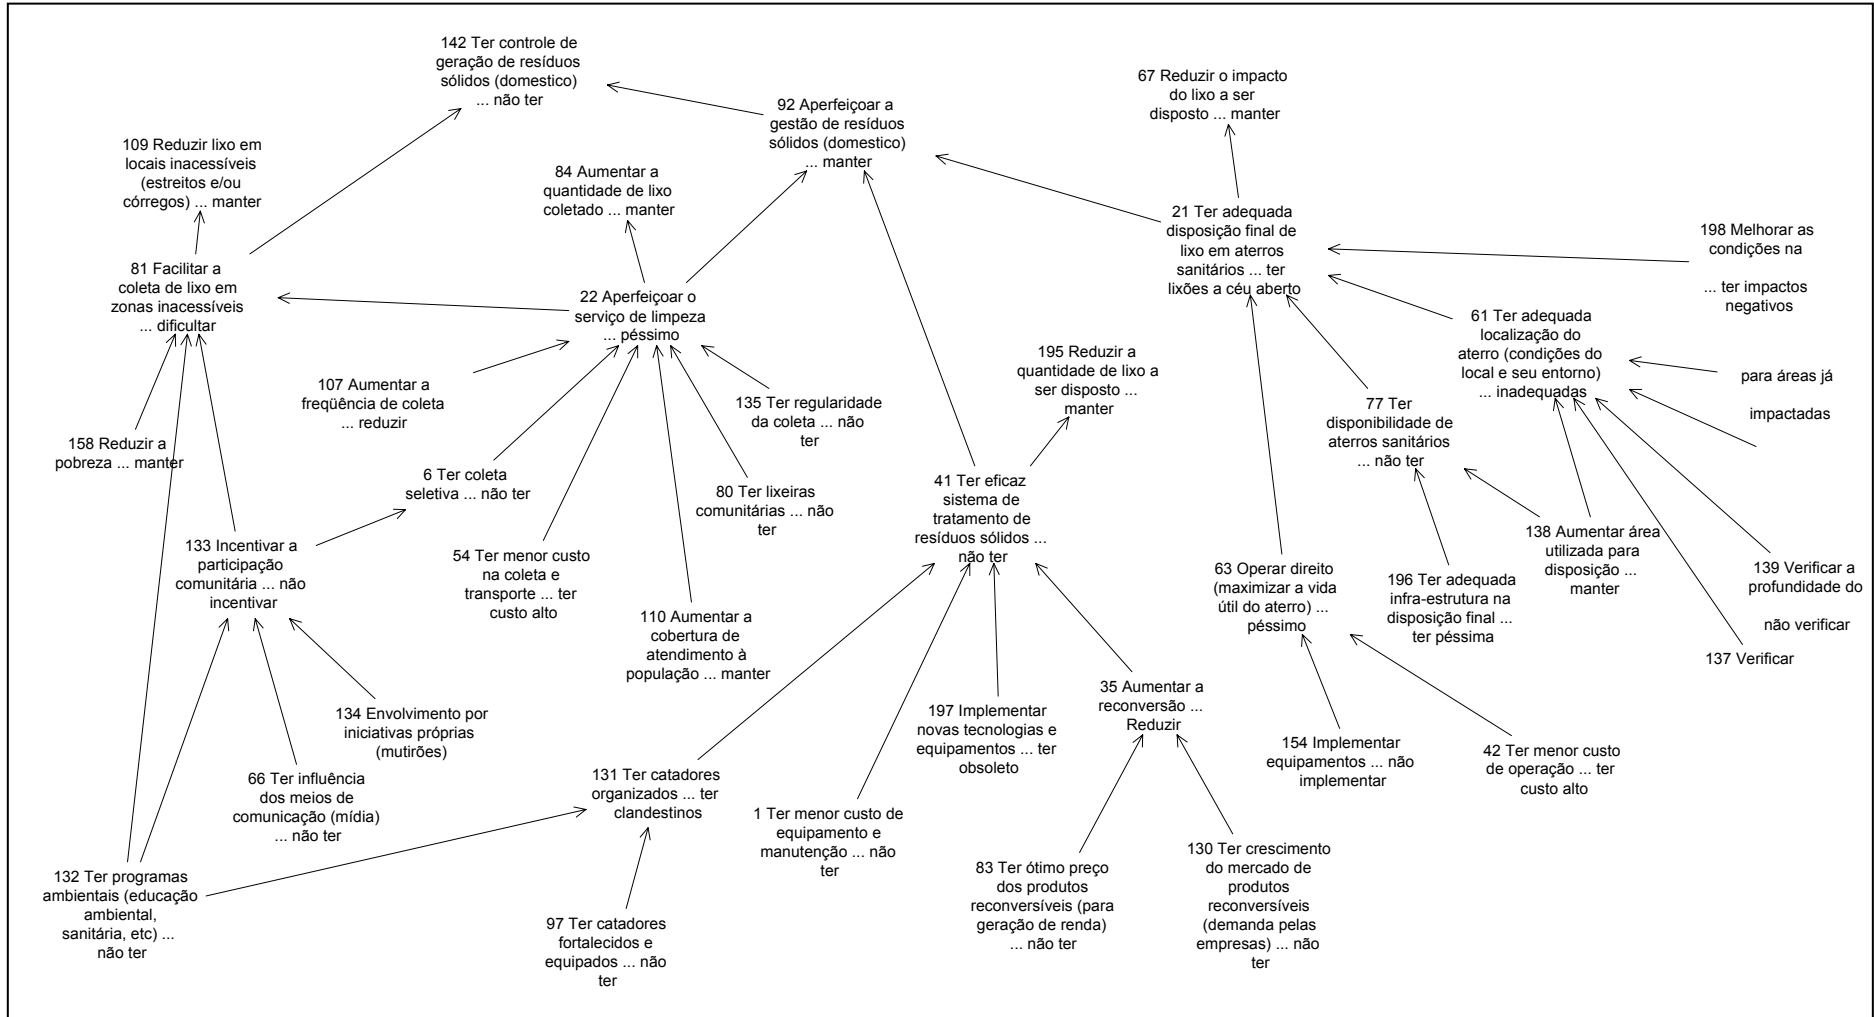 142 Ter controle de
geração de resíduos
sólidos (domestico)
... não ter
67 Reduzir o impacto
do lixo a ser
disposto ... manter
92 Aperfeiçoar a
gestão de resíduos
sólidos (domestico)
... manter
109 Reduzir lixo em
locais inacessíveis
(estreitos e/ou
córregos) ... manter
84 Aumentar a
quantidade de lixo
coletado ... manter
21 Ter adequada
disposição final de
lixo em aterros
sanitários ... ter
lixões a céu aberto
198 Melhorar as
condições na
... ter impactos
negativos
81 Facilitar a
coleta de lixo em
zonas inacessíveis
... dificultar
22 Aperfeiçoar o
serviço de limpeza
... péssimo
61 Ter adequada
localização do
aterro (condições do
local e seu entorno)
... inadequadas
195 Reduzir a
quantidade de lixo a
ser disposto ...
manter
para áreas já
impactadas
107 Aumentar a
freqüência de coleta
... reduzir
135 Ter regularidade
da coleta ... não
ter
77 Ter
disponibilidade de
aterros sanitários
... não ter
158 Reduzir a
pobreza ... manter
6 Ter coleta
seletiva ... não ter
80 Ter lixeiras
comunitárias ... não
ter
41 Ter eficaz
sistema de
tratamento de
resíduos sólidos ...
não ter
133 Incentivar a
participação
comunitária ... não
incentivar
54 Ter menor custo
na coleta e
transporte ... ter
custo alto
138 Aumentar área
utilizada para
disposição ...
manter
139 Verificar a
profundidade do
não verificar
63 Operar direito
(maximizar a vida
útil do aterro) ...
péssimo
196 Ter adequada
infra-estrutura na
disposição final ...
ter péssima
110 Aumentar a
cobertura de
atendimento à
população ... manter
137 Verificar
134 Envolvimento por
iniciativas próprias
(mutirões)
197 Implementar
novas tecnologias e
equipamentos ... ter
obsoleto
35 Aumentar a
reconversão ...
Reduzir
154 Implementar
equipamentos ... não
implementar
42 Ter menor custo
de operação ... ter
custo alto
66 Ter influência
dos meios de
comunicação (mídia)
... não ter
131 Ter catadores
organizados ... ter
clandestinos
1 Ter menor custo de
equipamento e
manutenção ... não
ter
132 Ter programas
ambientais (educação
ambiental,
sanitária, etc) ...
não ter
83 Ter ótimo preço
dos produtos
reconversíveis (para
geração de renda)
... não ter
130 Ter crescimento
do mercado de
produtos
reconversíveis
(demanda pelas
empresas) ... não
ter
97 Ter catadores
fortalecidos e
equipados ... não
ter